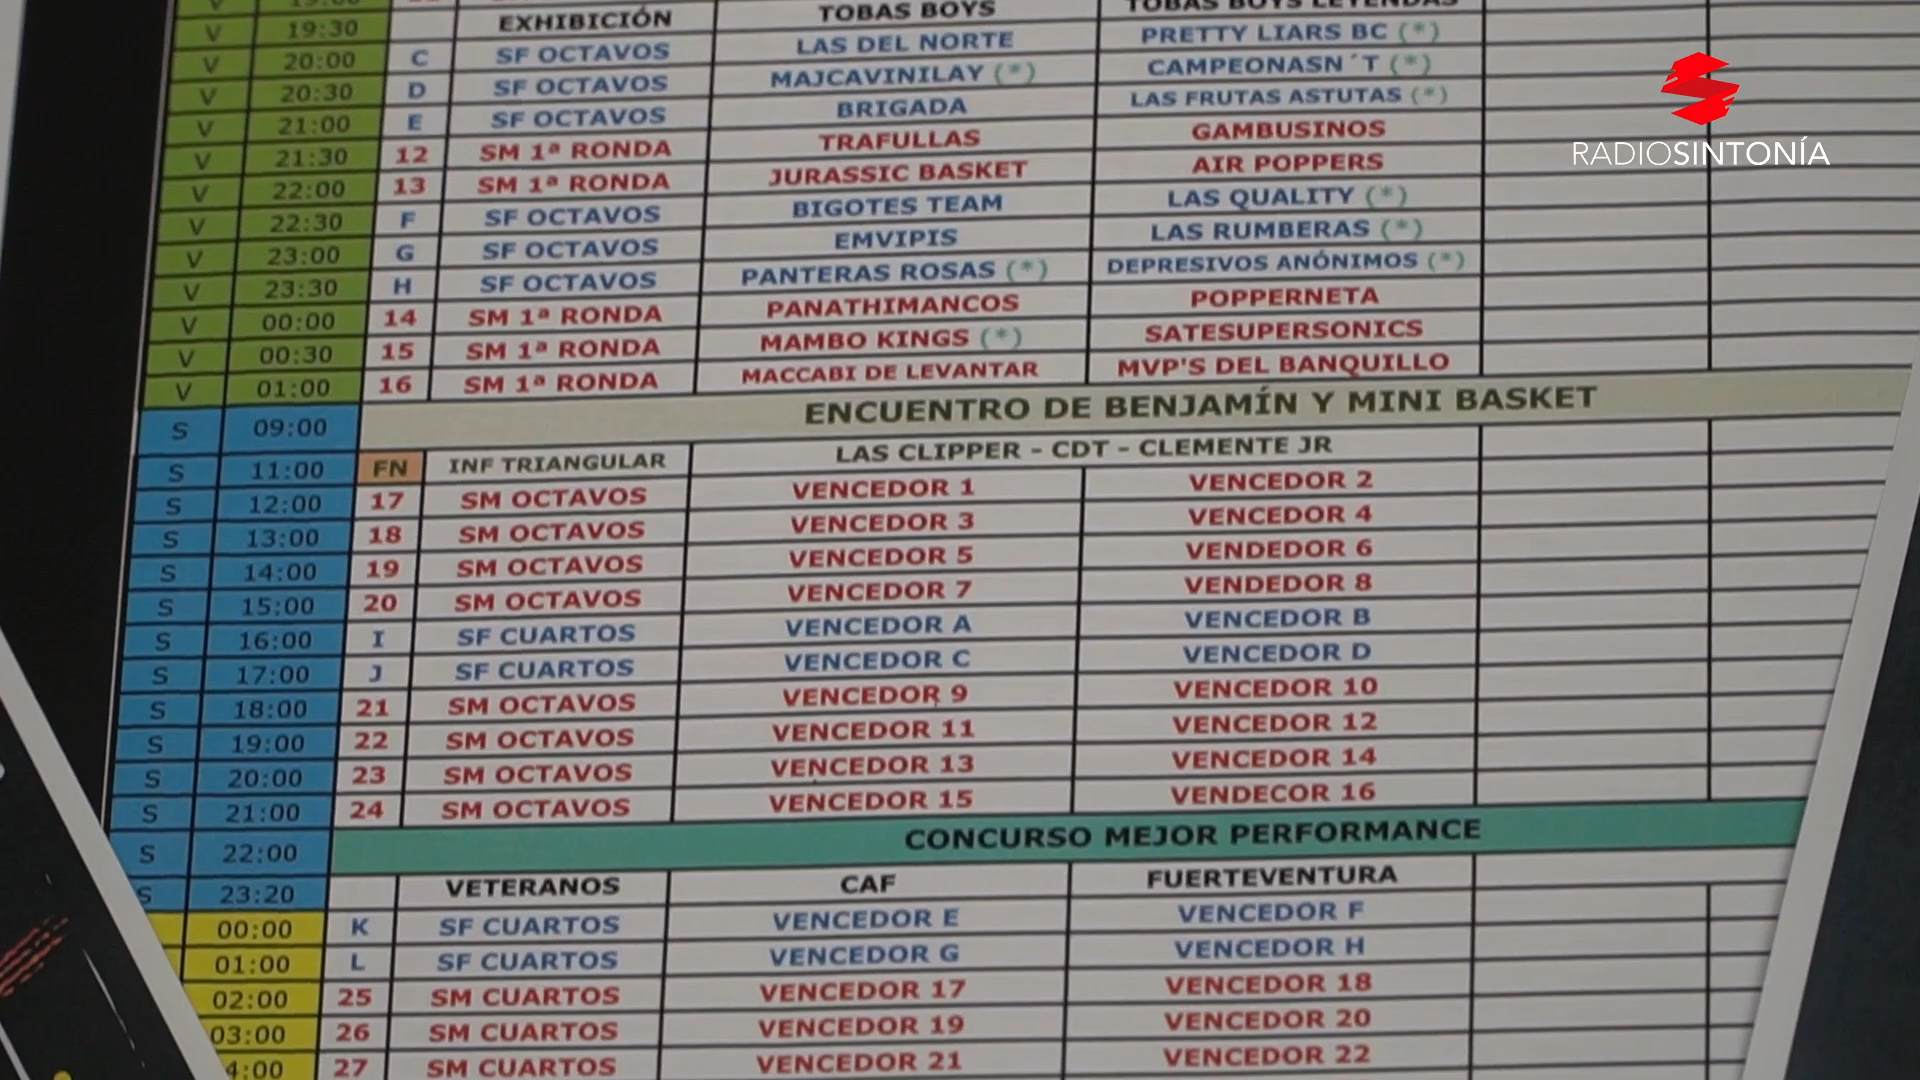 V 19:30 EXHIBICIÓN TOBAS BOYS TOBAS BOYS LEYENDAS
V 20:00 C SF OCTAVOS LAS DEL NORTE PRETTY LIARS BC (*)
V 20:30 D SF OCTAVOS MAJCAVINILAY (*) CAMPEONASN´T (*)
V 21:00 E SF OCTAVOS BRIGADA LAS FRUTAS ASTUTAS (*)
V 21:30 12 SM 1ª RONDA TRAFULLAS GAMBUSINOS
V 22:00 13 SM 1ª RONDA JURASSIC BASKET AIR POPPERS
V 22:30 F SF OCTAVOS BIGOTES TEAM LAS QUALITY (*)
V 23:00 G SF OCTAVOS EMVIPIS LAS RUMBERAS (*)
V 23:30 H SF OCTAVOS PANTERAS ROSAS (*) DEPRESIVOS ANÓNIMOS (*)
V 00:00 14 SM 1ª RONDA PANATHIMANCOS POPPERNETA
V 00:30 15 SM 1ª RONDA MAMBO KINGS (*) SATESUPERSONICS
V 01:00 16 SM 1ª RONDA MACCABI DE LEVANTAR MVP'S DEL BANQUILLO
S 09:00 ENCUENTRO DE BENJAMÍN Y MINI BASKET
S 11:00 FN INF TRIANGULAR LAS CLIPPER - CDT - CLEMENTE JR
S 12:00 17 SM OCTAVOS VENCEDOR 1 VENCEDOR 2
S 13:00 18 SM OCTAVOS VENCEDOR 3 VENCEDOR 4
S 14:00 19 SM OCTAVOS VENCEDOR 5 VENDEDOR 6
S 15:00 20 SM OCTAVOS VENCEDOR 7 VENDEDOR 8
S 16:00 I SF CUARTOS VENCEDOR A VENCEDOR B
S 17:00 J SF CUARTOS VENCEDOR C VENCEDOR D
S 18:00 21 SM OCTAVOS VENCEDOR 9 VENCEDOR 10
S 19:00 22 SM OCTAVOS VENCEDOR 11 VENCEDOR 12
S 20:00 23 SM OCTAVOS VENCEDOR 13 VENCEDOR 14
S 21:00 24 SM OCTAVOS VENCEDOR 15 VENDECOR 16
S 22:00 CONCURSO MEJOR PERFORMANCE
S 23:20 VETERANOS CAF FUERTEVENTURA
00:00 K SF CUARTOS VENCEDOR E VENCEDOR F
01:00 L SF CUARTOS VENCEDOR G VENCEDOR H
02:00 25 SM CUARTOS VENCEDOR 17 VENCEDOR 18
03:00 26 SM CUARTOS VENCEDOR 19 VENCEDOR 20
4:00 27 SM CUARTOS VENCEDOR 21 VENCEDOR 22
RADIOSINTONÍA